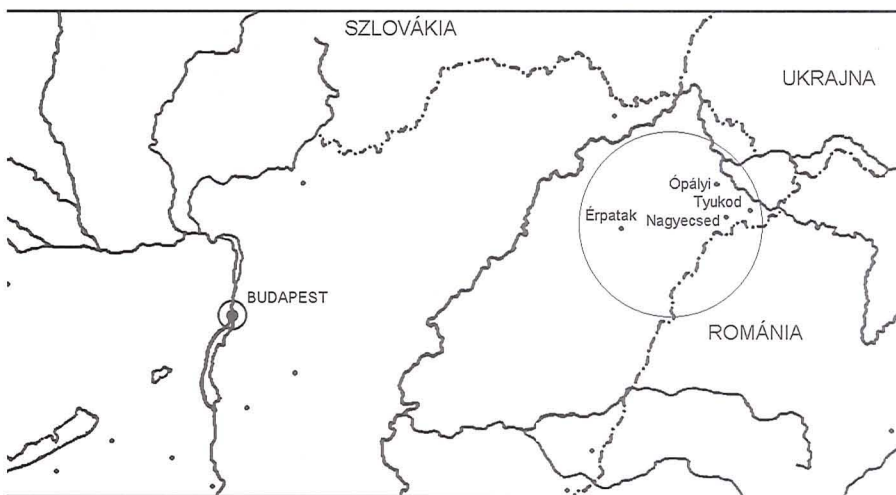 SZLOVÁKIA
UKRAJNA
Ópályi
Tyukod
Érpatak
Nagyecsed
BUDAPEST
ROMÁNIA